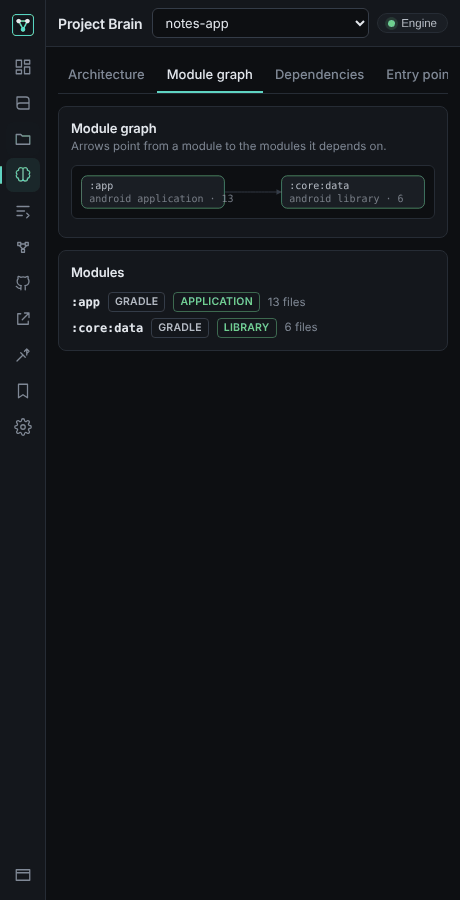 Project Brain notes-app Engine
Architecture Module graph Dependencies Entry poin
Module graph
Arrows point from a module to the modules it depends on.
:app
android application · 13
:core:data
android library · 6
Modules
:app GRADLE APPLICATION 13 files
:core:data GRADLE LIBRARY 6 files